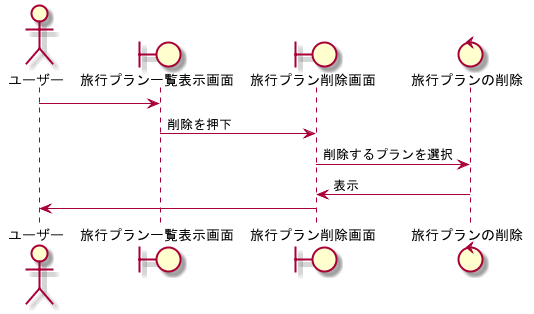 ユーザー
旅行プラン一覧表示画面
旅行プラン削除画面
旅行プランの削除
削除を押下
削除するプランを選択
表示
ユーザー
旅行プラン一覧表示画面
旅行プラン削除画面
旅行プランの削除